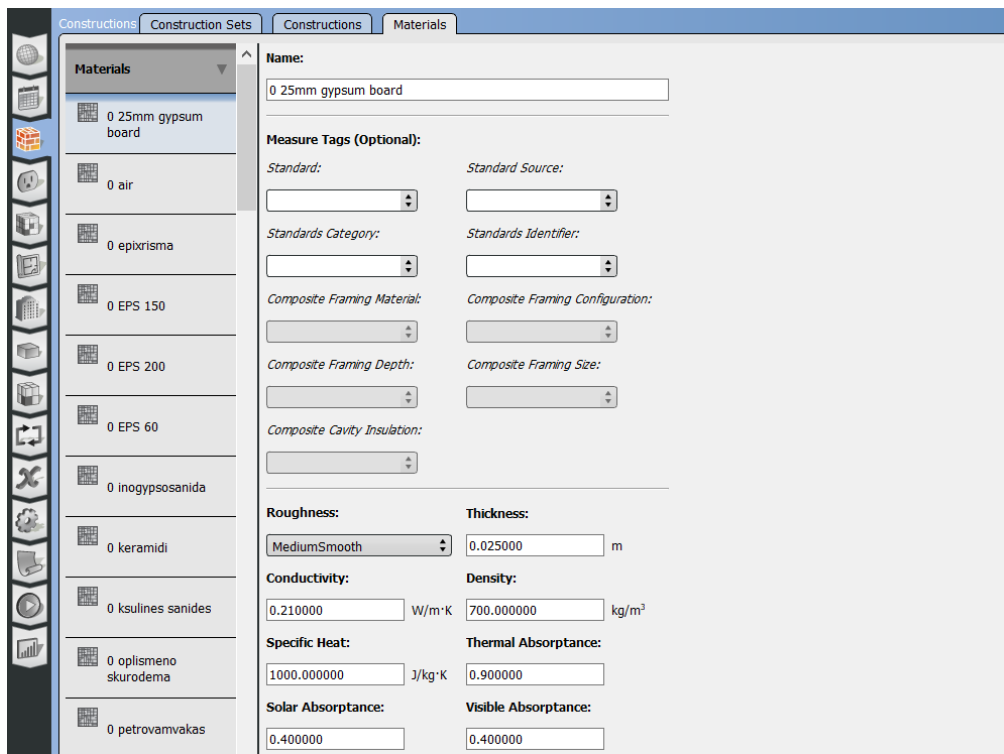 Constructions Construction Sets Constructions Materials
Materials
0 25mm gypsum
board
0 air
0 epixrisma
0 EPS 150
0 EPS 200
0 EPS 60
0 inogypsosanida
0 keramidi
0 ksulines sanides
0 oplismeno
skurodema
0 petrovamvakas
Name:
0 25mm gypsum board
Measure Tags (Optional):
Standard: Standard Source:
Standards Category: Standards Identifier:
Composite Framing Material: Composite Framing Configuration:
Composite Framing Depth: Composite Framing Size:
Composite Cavity Insulation:
Roughness: Thickness:
MediumSmooth 0.025000 m
Conductivity: Density:
0.210000 W/m·K 700.000000 kg/m³
Specific Heat: Thermal Absorptance:
1000.000000 J/kg·K 0.900000
Solar Absorptance: Visible Absorptance:
0.400000 0.400000